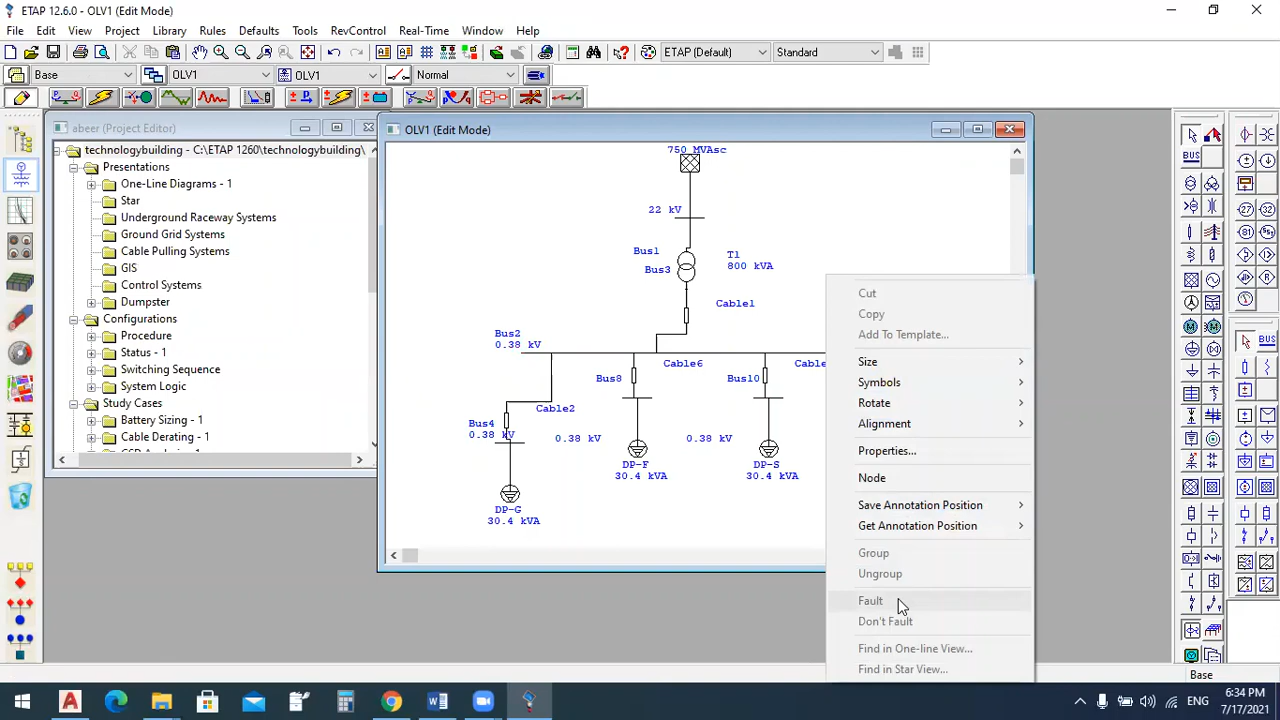 ETAP 12.6.0 - OLV1 (Edit Mode)
File Edit View Project Library Rules Defaults Tools RevControl Real-Time Window Help
ETAP (Default) Standard
Base OLV1 OLV1 Normal
abeer (Project Editor)
technologybuilding - C:\ETAP 1260\technologybuilding\
Presentations
One-Line Diagrams - 1
Star
Underground Raceway Systems
Ground Grid Systems
Cable Pulling Systems
GIS
Control Systems
Dumpster
Configurations
Procedure
Status - 1
Switching Sequence
System Logic
Study Cases
Battery Sizing - 1
Cable Derating - 1
OLV1 (Edit Mode)
750 MVAsc
22 kV
Bus1
T1
Bus3
800 kVA
Cable1
Bus2
0.38 kV
Cable6
Cable
Bus8
Bus10
Cable2
Bus4
0.38 kV
0.38 kV
0.38 kV
DP-F
30.4 kVA
DP-S
30.4 kVA
DP-G
30.4 kVA
Cut
Copy
Add To Template...
Size
Symbols
Rotate
Alignment
Properties...
Node
Save Annotation Position
Get Annotation Position
Group
Ungroup
Fault
Don't Fault
Find in One-line View...
Find in Star View...
BUS
BUS
Base
ENG
6:34 PM
7/17/2021